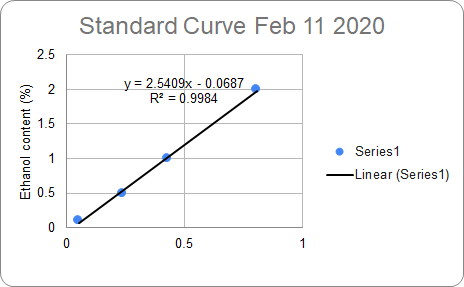 Standard Curve Feb 11 2020
2.5
y = 2.5409x - 0.0687
R² = 0.9984
2
1.5
1
0.5
0
Ethanol content (%)
0
0.5
1
Series1
Linear (Series1)